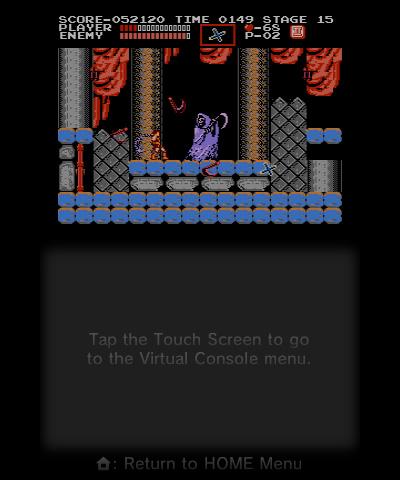 SCORE-052120 TIME 0149 STAGE 15
PLAYER -68
ENEMY P-02
Tap the Touch Screen to go
to the Virtual Console menu.
: Return to HOME Menu